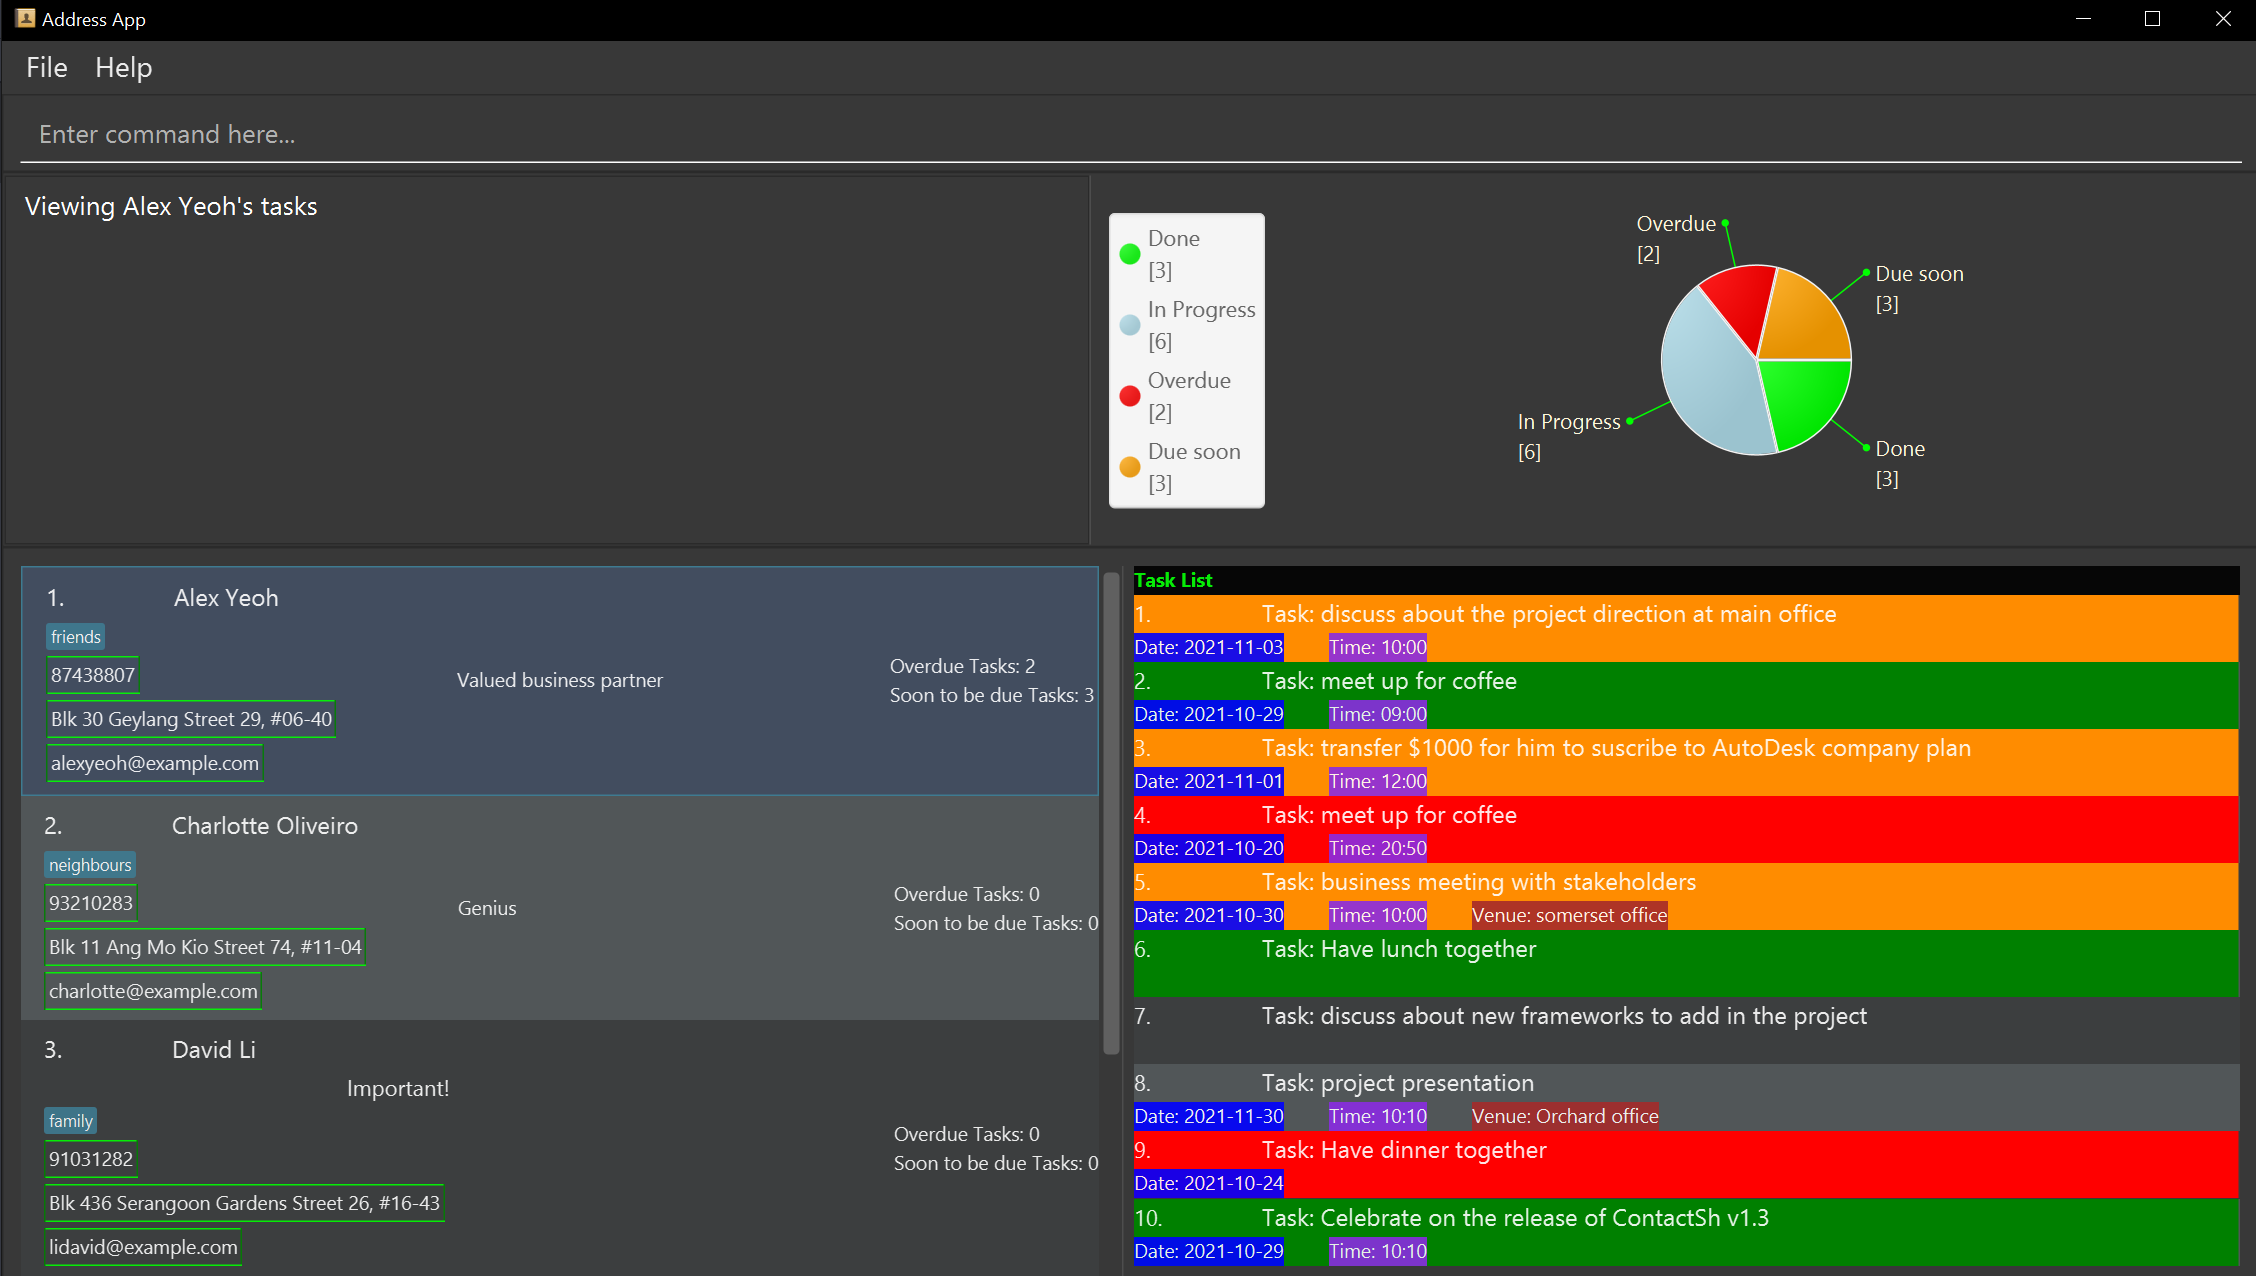 Address App
File Help
Enter command here...
Viewing Alex Yeoh's tasks
Done
[3]
In Progress
[6]
Overdue
[2]
Due soon
[3]
Overdue
[2]
Due soon
[3]
In Progress
[6]
Done
[3]
1. Alex Yeoh
friends
87438807
Blk 30 Geylang Street 29, #06-40
alexyeoh@example.com
Valued business partner
Overdue Tasks: 2
Soon to be due Tasks: 3
2. Charlotte Oliveiro
neighbours
93210283
Blk 11 Ang Mo Kio Street 74, #11-04
charlotte@example.com
Genius
Overdue Tasks: 0
Soon to be due Tasks: 0
3. David Li
Important!
family
91031282
Blk 436 Serangoon Gardens Street 26, #16-43
lidavid@example.com
Overdue Tasks: 0
Soon to be due Tasks: 0
Task List
1. Task: discuss about the project direction at main office
Date: 2021-11-03 Time: 10:00
2. Task: meet up for coffee
Date: 2021-10-29 Time: 09:00
3. Task: transfer $1000 for him to suscribe to AutoDesk company plan
Date: 2021-11-01 Time: 12:00
4. Task: meet up for coffee
Date: 2021-10-20 Time: 20:50
5. Task: business meeting with stakeholders
Date: 2021-10-30 Time: 10:00 Venue: somerset office
6. Task: Have lunch together
7. Task: discuss about new frameworks to add in the project
8. Task: project presentation
Date: 2021-11-30 Time: 10:10 Venue: Orchard office
9. Task: Have dinner together
Date: 2021-10-24
10. Task: Celebrate on the release of ContactSh v1.3
Date: 2021-10-29 Time: 10:10